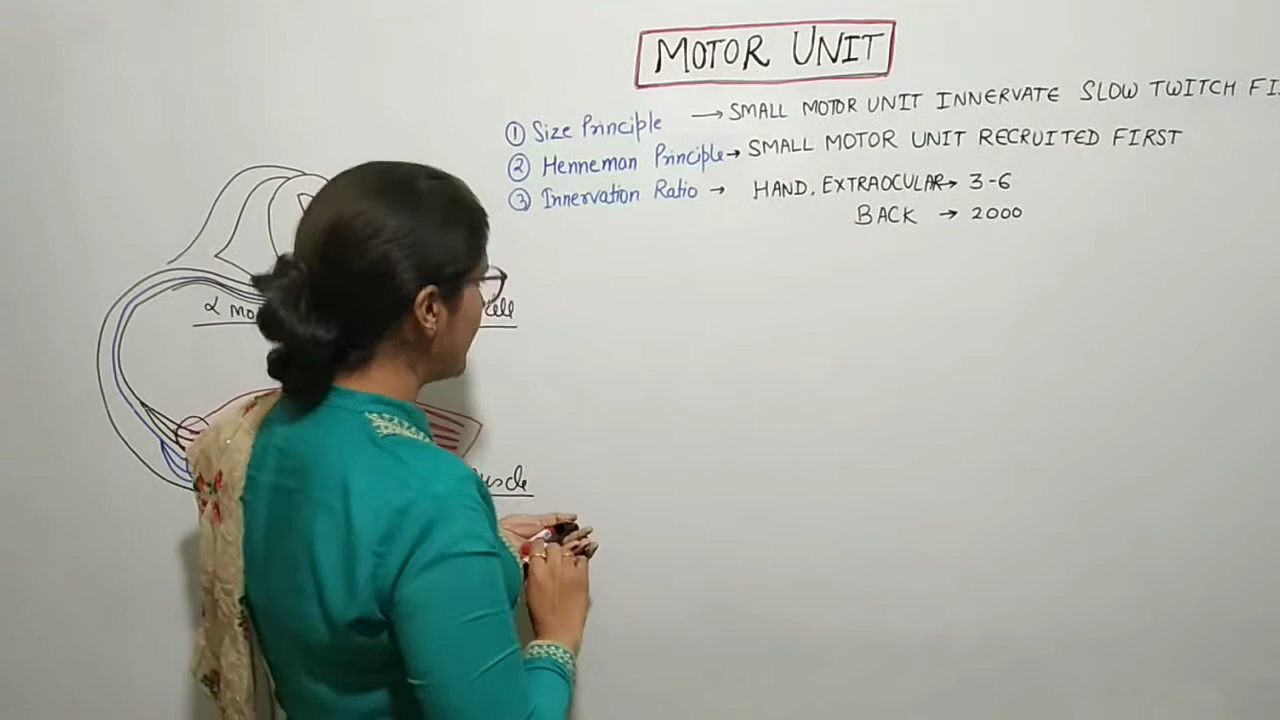 MOTOR UNIT
① Size Principle → SMALL MOTOR UNIT INNERVATE SLOW TWITCH
② Henneman Principle → SMALL MOTOR UNIT RECRUITED FIRST
③ Innervation Ratio → HAND, EXTRAOCULAR → 3-6
BACK → 2000
α